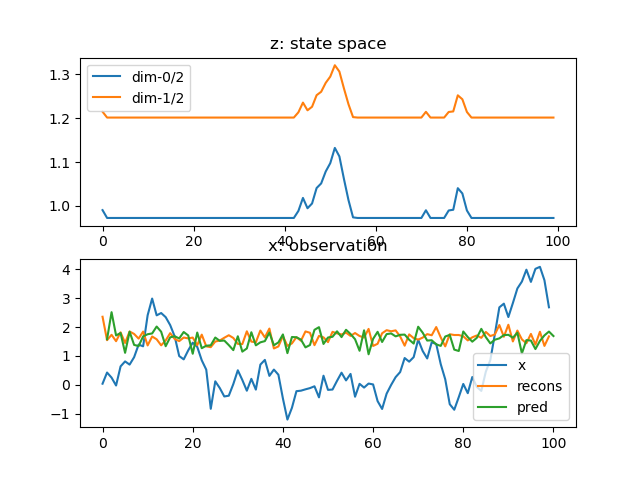 z: state space
1.3
1.2
1.1
1.0
dim-0/2
dim-1/2
0 20 40 60 80 100
x: observation
4
3
2
1
0
−1
x
recons
pred
0 20 40 60 80 100